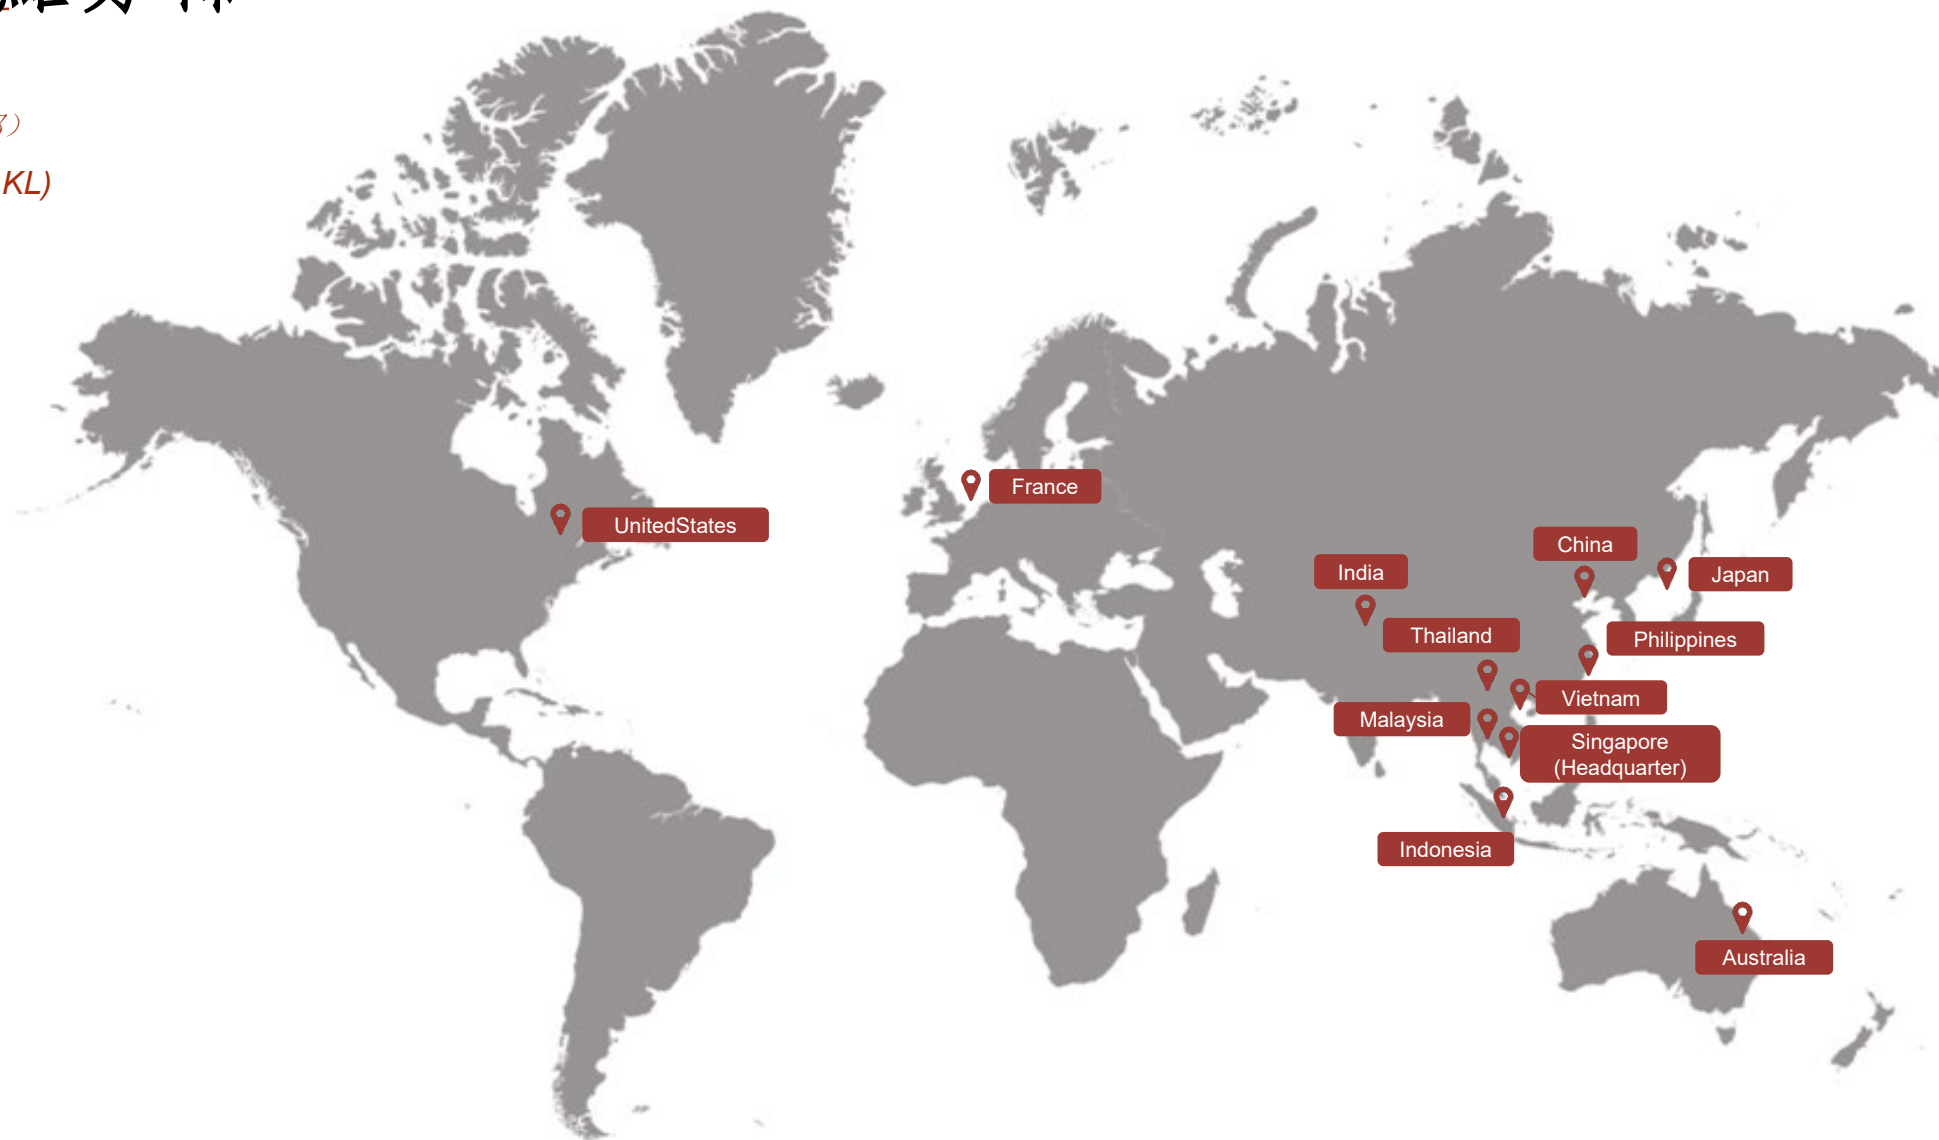 KL)
France
UnitedStates
China
India
Japan
Thailand
Philippines
Vietnam
Malaysia
Singapore
(Headquarter)
Indonesia
Australia